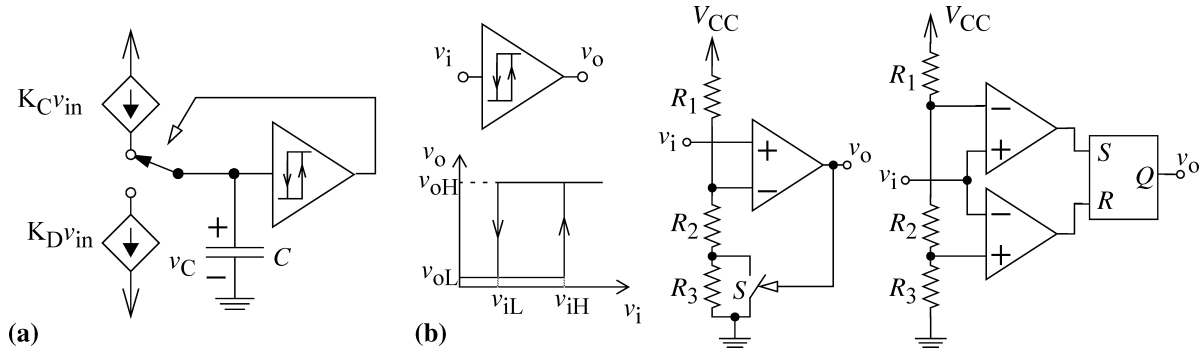 K_C v_in
K_D v_in
+
v_C
−
C
(a)
v_i
v_o
v_o
v_oH
v_oL
v_iL
v_iH
v_i
(b)
V_CC
R_1
v_i
+
−
v_o
R_2
R_3
S
V_CC
R_1
−
+
v_i
−
+
R_2
R_3
S
R
Q
v_o